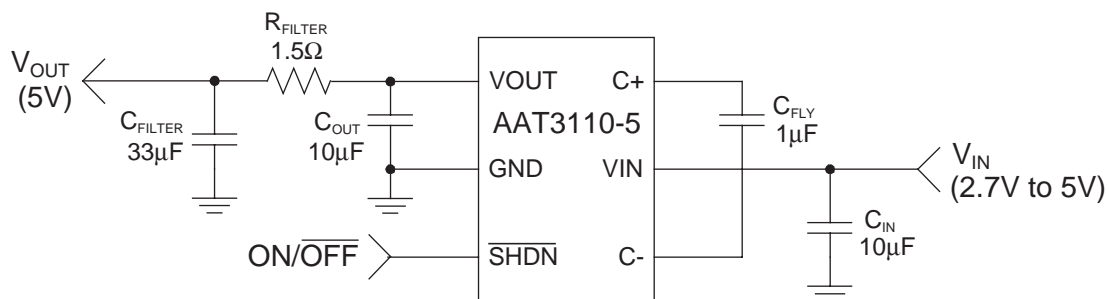 R_FILTER
1.5Ω
V_OUT
(5V)
C_FILTER
33µF
C_OUT
10µF
VOUT
C+
AAT3110-5
GND
VIN
SHDN
C-
C_FLY
1µF
V_IN
(2.7V to 5V)
C_IN
10µF
ON/OFF